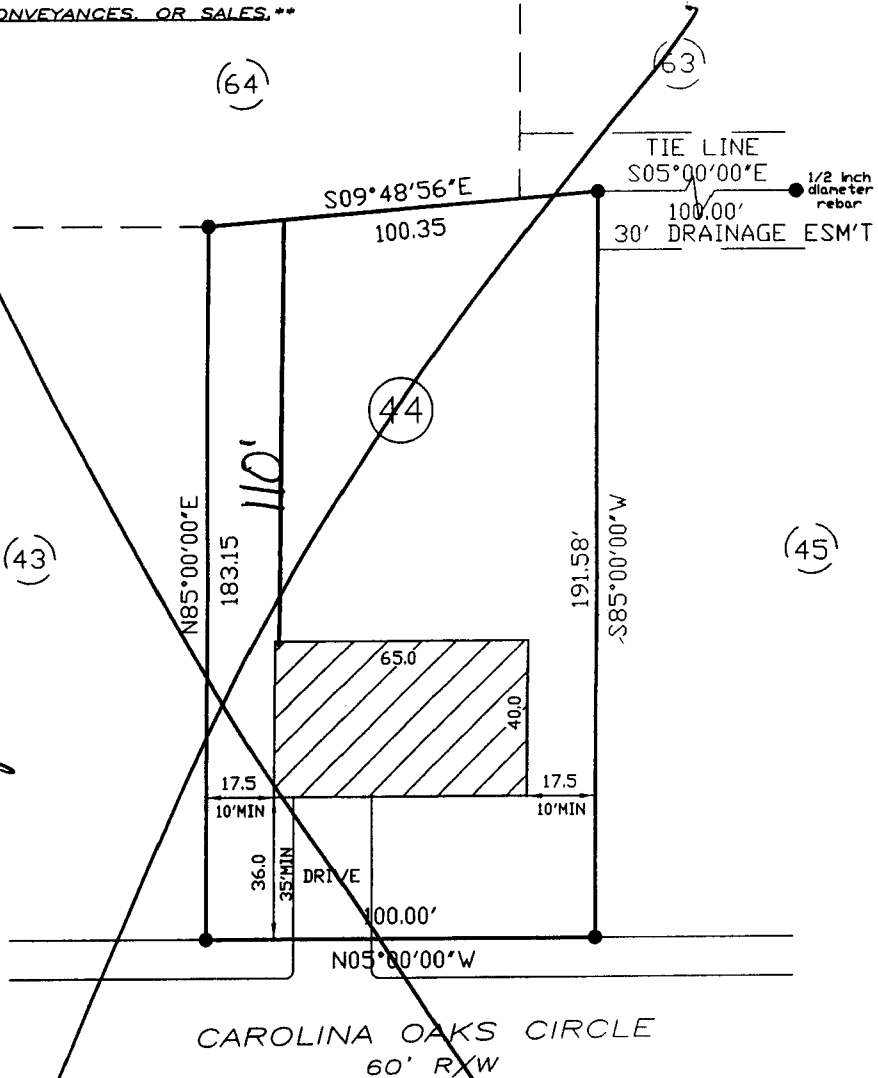 ONVEYANCES. OR SALES.**
64
63
TIE LINE
S05°00'00"E
100.00'
1/2 inch
diameter
rebar
30' DRAINAGE ESM'T
S09°48'56"E
100.35
44
110'
N85°00'00"E
183.15
43
191.58'
S85°00'00"W
45
65.0
40.0
17.5
10'MIN
17.5
10'MIN
36.0
35'MIN
DRIVE
100.00'
N05°00'00"W
CAROLINA OAKS CIRCLE
60' R/W